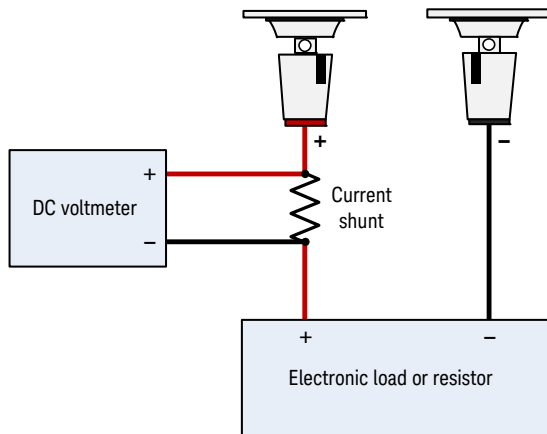 +
−
+
DC voltmeter
−
Current
shunt
+
−
Electronic load or resistor